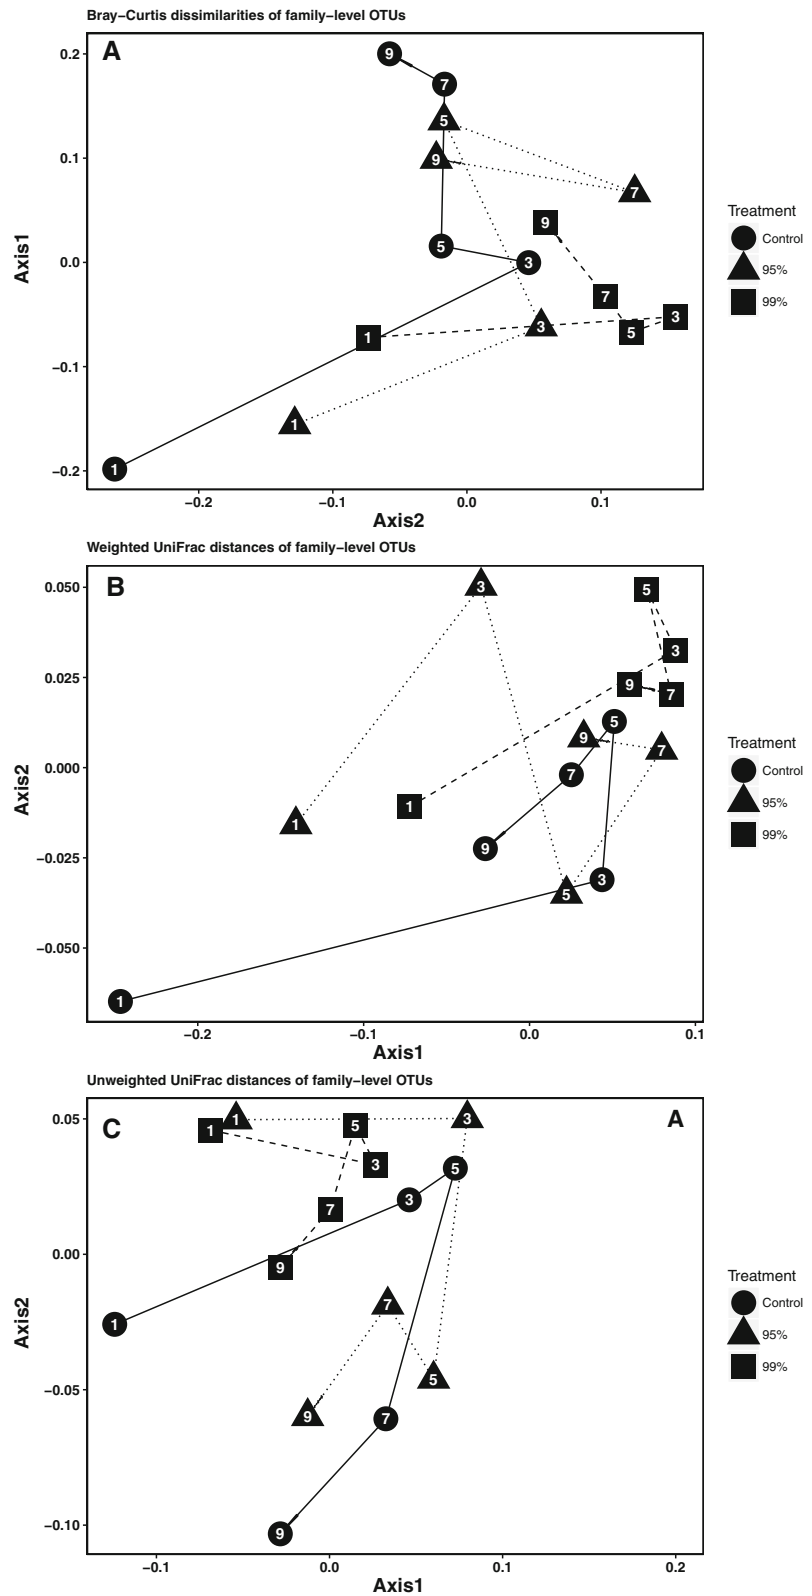 Bray−Curtis dissimilarities of family−level OTUs
A
0.2
0.1
0.0
−0.1
−0.2
Axis1
9
7
5
9
7
9
5
3
7
3
5
3
1
1
1
−0.2 −0.1 0.0 0.1
Axis2
Treatment
Control
95%
99%
Weighted UniFrac distances of family−level OTUs
B
0.050
0.025
0.000
−0.025
−0.050
Axis2
3
5
3
9
7
5
9
7
7
1
1
9
3
5
1
−0.2 −0.1 0.0 0.1
Axis1
Treatment
Control
95%
99%
Unweighted UniFrac distances of family−level OTUs
C
A
0.05
0.00
−0.05
−0.10
Axis2
1
1
5
3
3
5
3
7
9
1
7
5
9
7
9
−0.1 0.0 0.1 0.2
Axis1
Treatment
Control
95%
99%